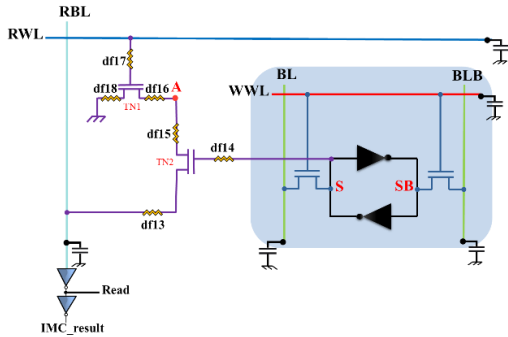 RBL
RWL
df17
df18
df16
A
TN1
BL
BLB
WWL
df15
TN2
df14
S
SB
df13
Read
IMC_result